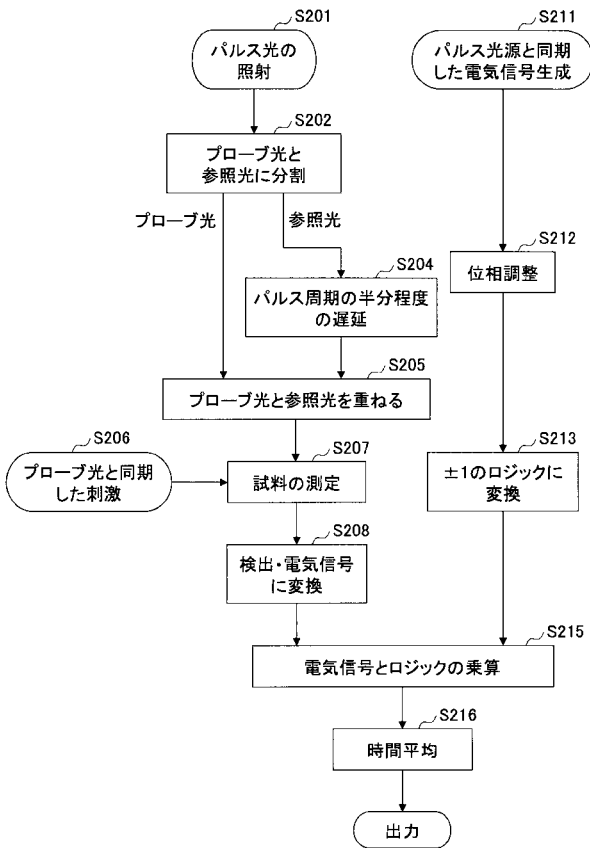 S201
パルス光の
照射
S211
パルス光源と同期
した電気信号生成
S202
プローブ光と
参照光に分割
プローブ光
参照光
S212
位相調整
S204
パルス周期の半分程度
の遅延
S205
プローブ光と参照光を重ねる
S206
プローブ光と同期
した刺激
S207
試料の測定
S213
±1のロジックに
変換
S208
検出・電気信号
に変換
S215
電気信号とロジックの乗算
S216
時間平均
出力